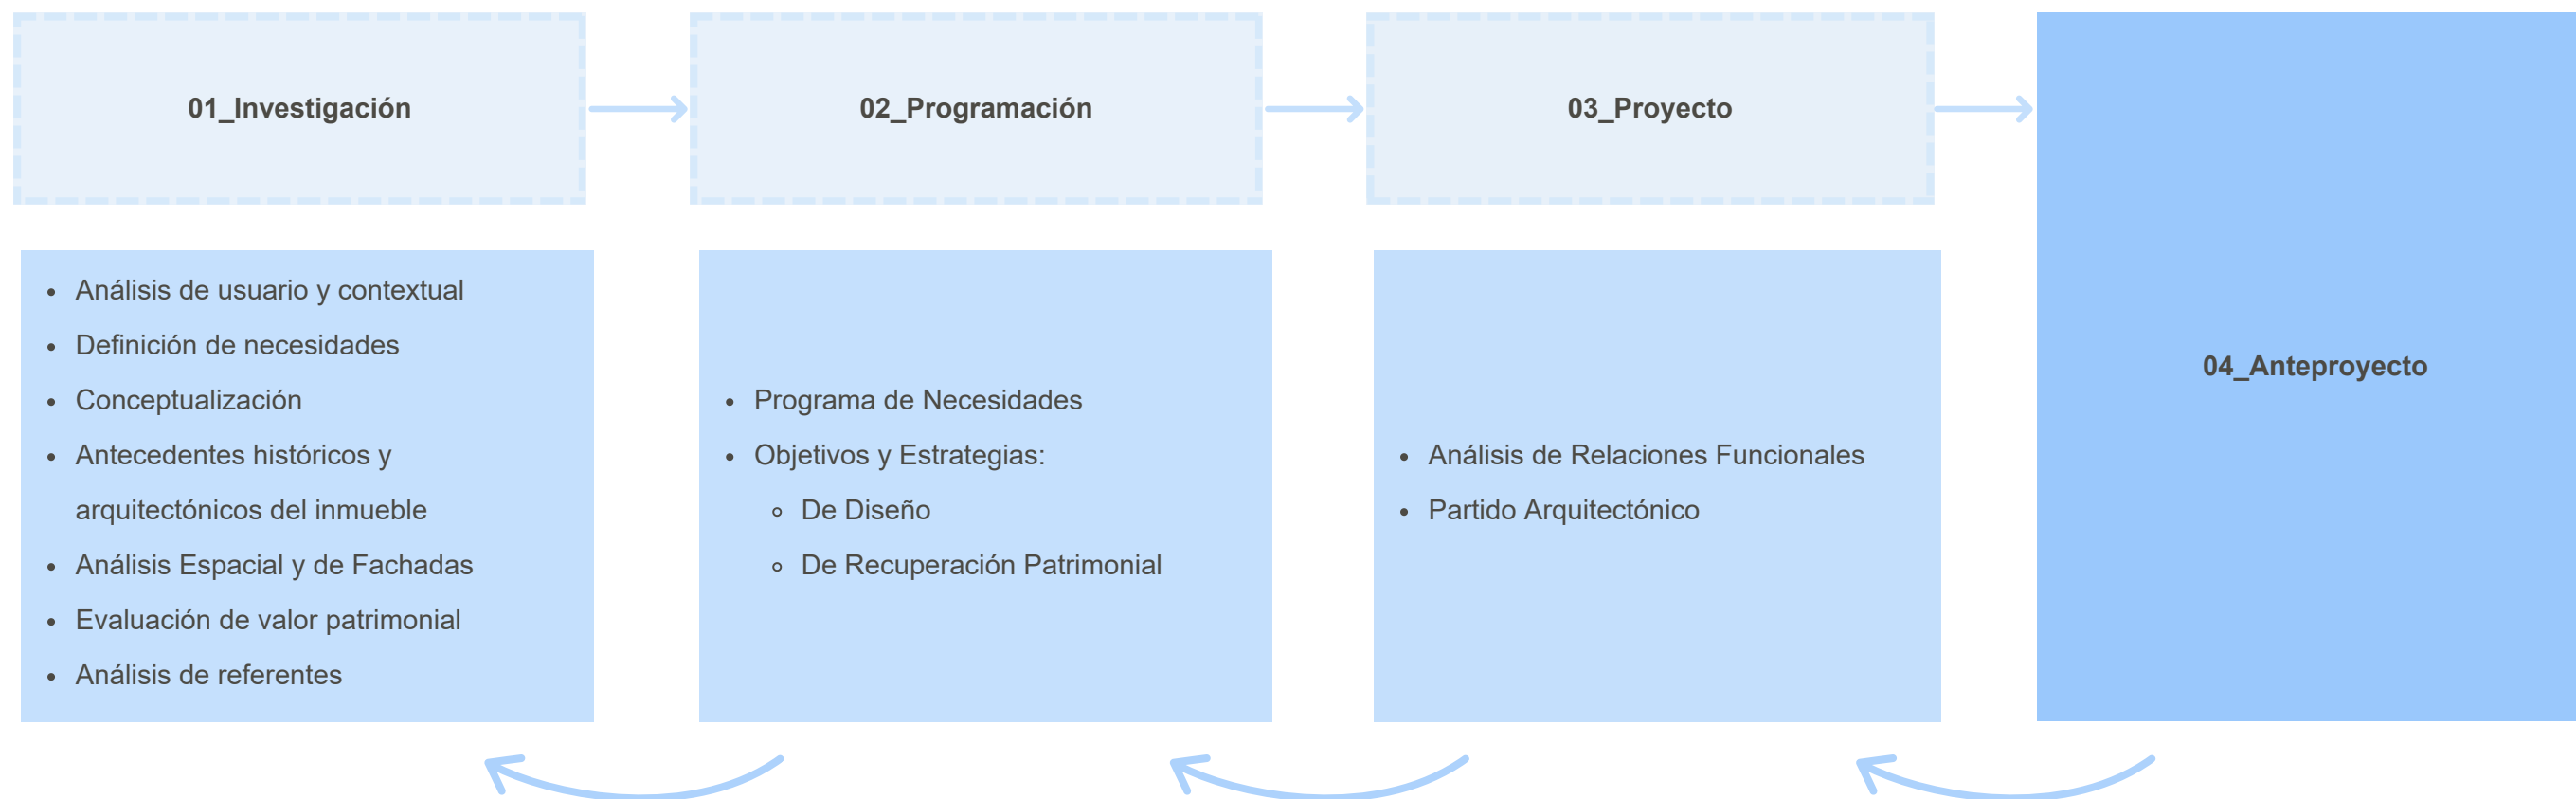 01_Investigación
02_Programación
03_Proyecto
04_Anteproyecto
• Análisis de usuario y contextual
• Definición de necesidades
• Conceptualización
• Antecedentes históricos y
arquitectónicos del inmueble
• Análisis Espacial y de Fachadas
• Evaluación de valor patrimonial
• Análisis de referentes
• Programa de Necesidades
• Objetivos y Estrategias:
◦ De Diseño
◦ De Recuperación Patrimonial
• Análisis de Relaciones Funcionales
• Partido Arquitectónico